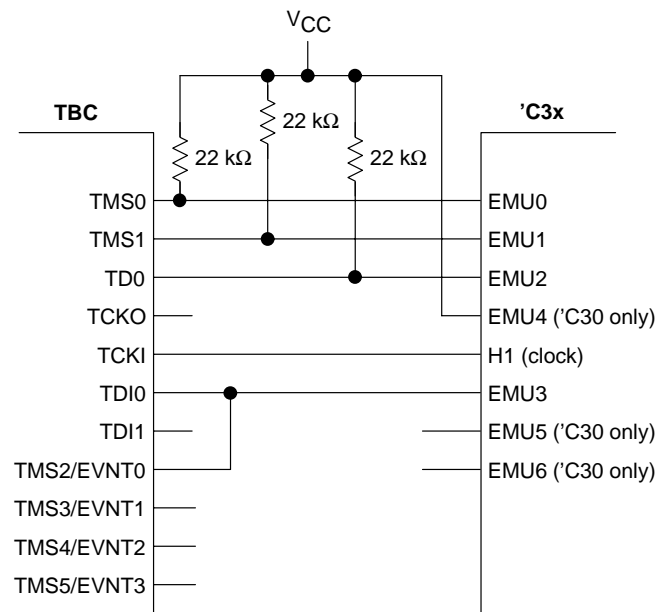 VCC
TBC
'C3x
22 kΩ
22 kΩ
22 kΩ
TMS0
EMU0
TMS1
EMU1
TD0
EMU2
TCKO
EMU4 ('C30 only)
TCKI
H1 (clock)
TDI0
EMU3
TDI1
EMU5 ('C30 only)
TMS2/EVNT0
EMU6 ('C30 only)
TMS3/EVNT1
TMS4/EVNT2
TMS5/EVNT3